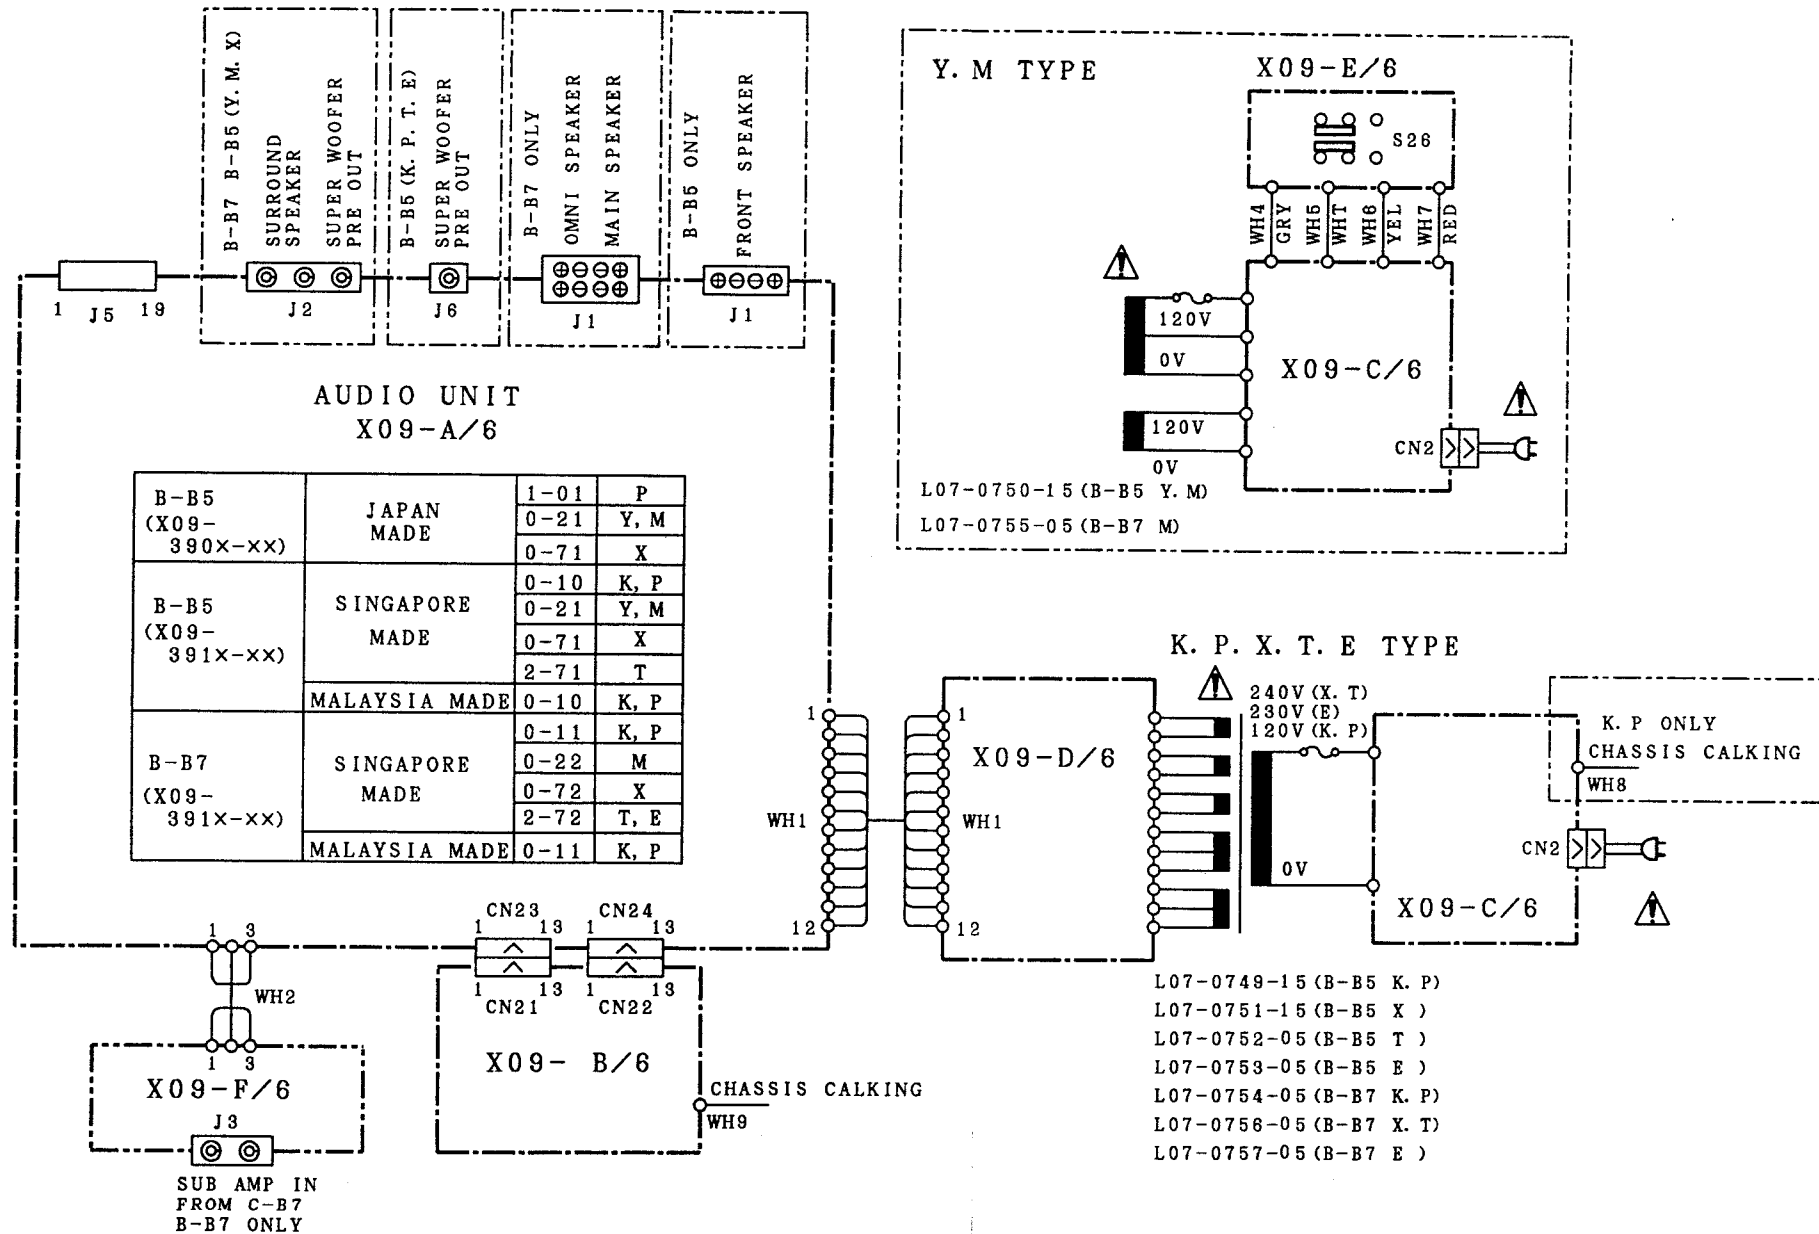 B-B7 B-B5(Y. M. X)
SURROUND
SPEAKER
SUPER WOOFER
PRE OUT
B-B5(K. P. T. E)
SUPER WOOFER
PRE OUT
B-B7 ONLY
OMNI SPEAKER
MAIN SPEAKER
B-B5 ONLY
FRONT SPEAKER
1 J5 19
J2
J6
J1
J1
AUDIO UNIT
X09-A/6
B-B5
(X09-
390×-××)
JAPAN
MADE
1-01 P
0-21 Y, M
0-71 X
B-B5
(X09-
391×-××)
SINGAPORE
MADE
0-10 K, P
0-21 Y, M
0-71 X
2-71 T
MALAYSIA MADE 0-10 K, P
B-B7
(X09-
391×-××)
SINGAPORE
MADE
0-11 K, P
0-22 M
0-72 X
2-72 T, E
MALAYSIA MADE 0-11 K, P
1
WH1
12
1 3
WH2
1 3
X09-F/6
J3
SUB AMP IN
FROM C-B7
B-B7 ONLY
CN23 CN24
1 13 1 13
1 13 1 13
CN21 CN22
X09- B/6
CHASSIS CALKING
WH9
Y. M TYPE
X09-E/6
S26
WH4
GRY
WH5
WHT
WH6
YEL
WH7
RED
120V
0V
120V
0V
X09-C/6
CN2
L07-0750-15(B-B5 Y. M)
L07-0755-05(B-B7 M)
K. P. X. T. E TYPE
1
X09-D/6
WH1
12
240V(X. T)
230V(E)
120V(K. P)
0V
K. P ONLY
CHASSIS CALKING
WH8
CN2
X09-C/6
L07-0749-15(B-B5 K. P)
L07-0751-15(B-B5 X )
L07-0752-05(B-B5 T )
L07-0753-05(B-B5 E )
L07-0754-05(B-B7 K. P)
L07-0756-05(B-B7 X. T)
L07-0757-05(B-B7 E )